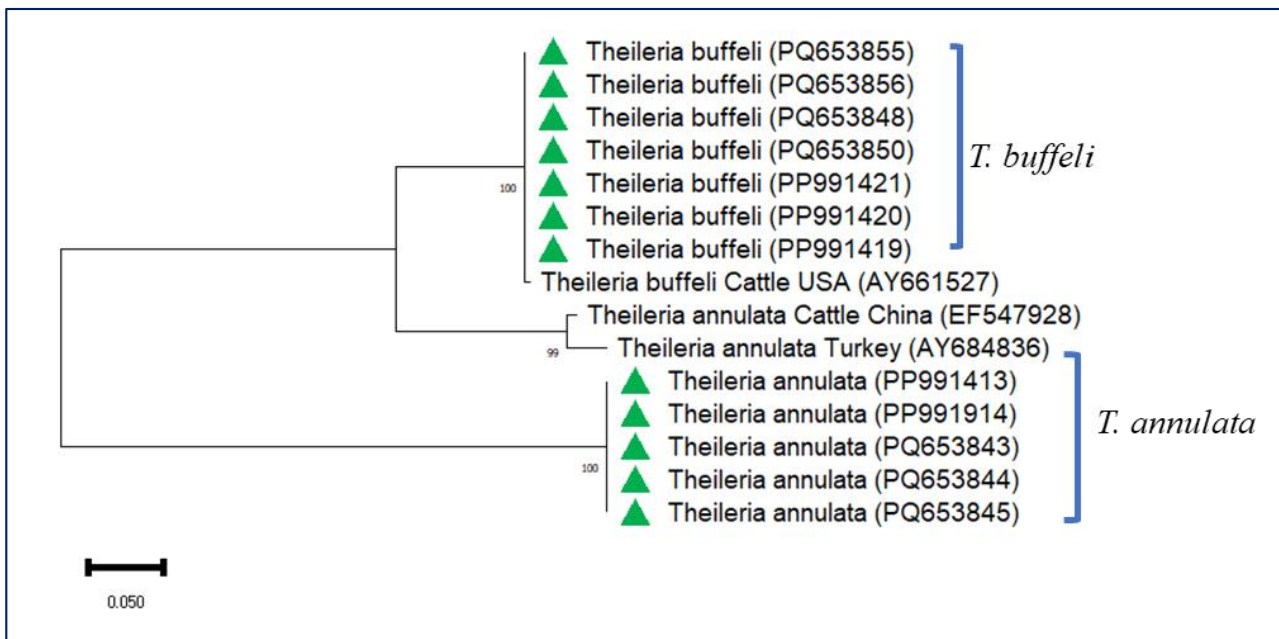 Theileria buffeli (PQ653855)
Theileria buffeli (PQ653856)
Theileria buffeli (PQ653848)
Theileria buffeli (PQ653850)
T. buffeli
Theileria buffeli (PP991421)
100
Theileria buffeli (PP991420)
Theileria buffeli (PP991419)
Theileria buffeli Cattle USA (AY661527)
Theileria annulata Cattle China (EF547928)
99
Theileria annulata Turkey (AY684836)
Theileria annulata (PP991413)
Theileria annulata (PP991914)
T. annulata
Theileria annulata (PQ653843)
100
Theileria annulata (PQ653844)
Theileria annulata (PQ653845)
0.050